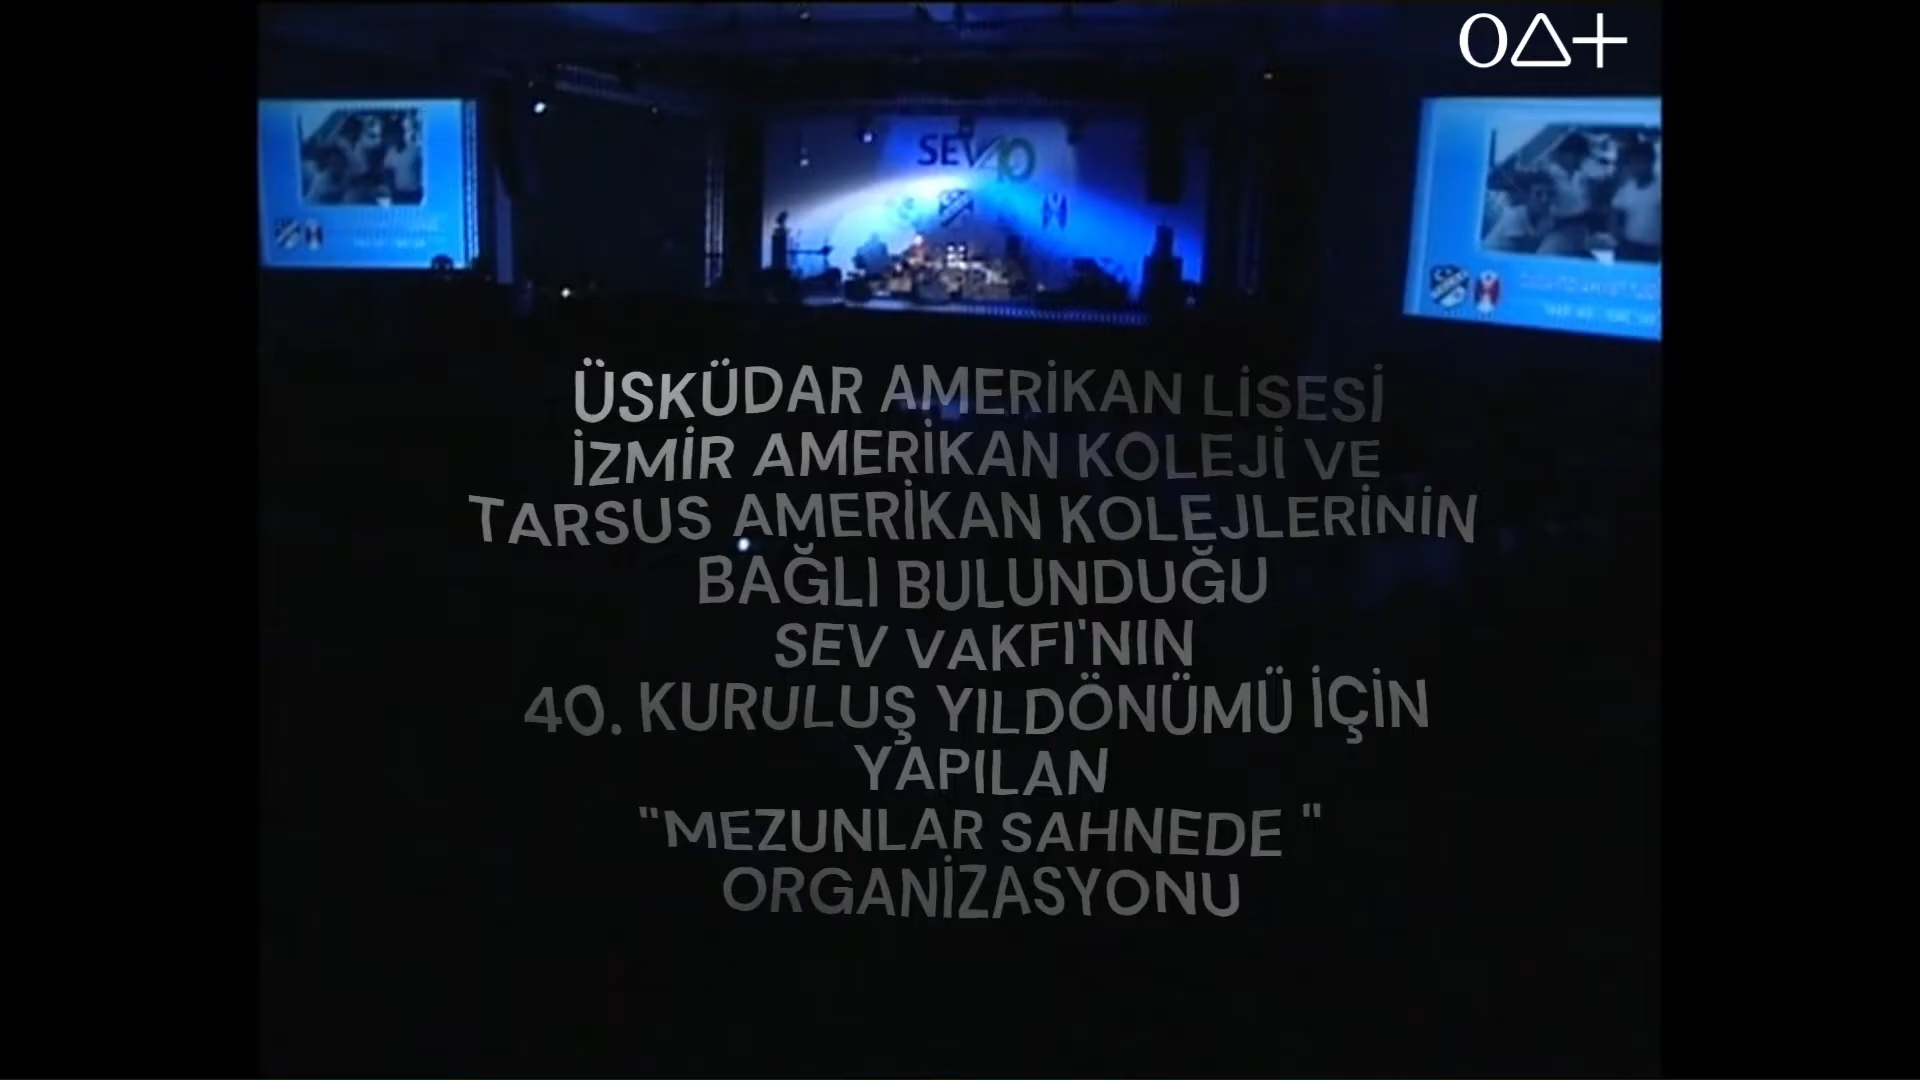 O△+
SEV40
ÜSKÜDAR AMERİKAN LİSESİ
İZMİR AMERİKAN KOLEJİ VE
TARSUS AMERİKAN KOLEJLERİNİN
BAĞLI BULUNDUĞU
SEV VAKFI'NIN
40. KURULUŞ YILDÖNÜMÜ İÇİN
YAPILAN
"MEZUNLAR SAHNEDE "
ORGANİZASYONU